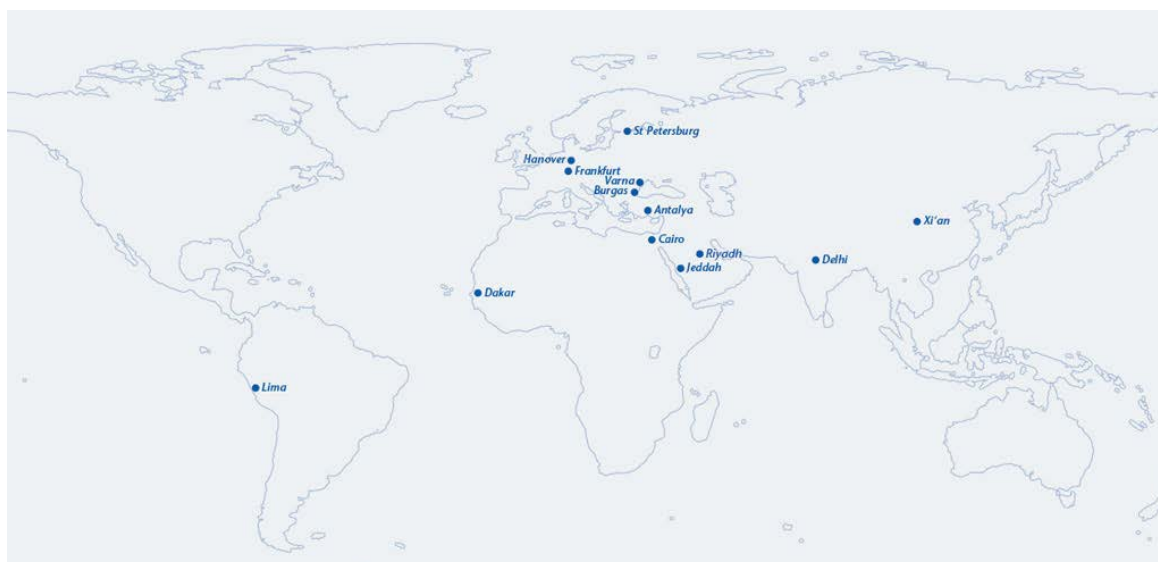 St Petersburg
Hanover
Frankfurt
Varna
Burgas
Antalya
Xi'an
Cairo
Riyadh
Delhi
Jeddah
Dakar
Lima